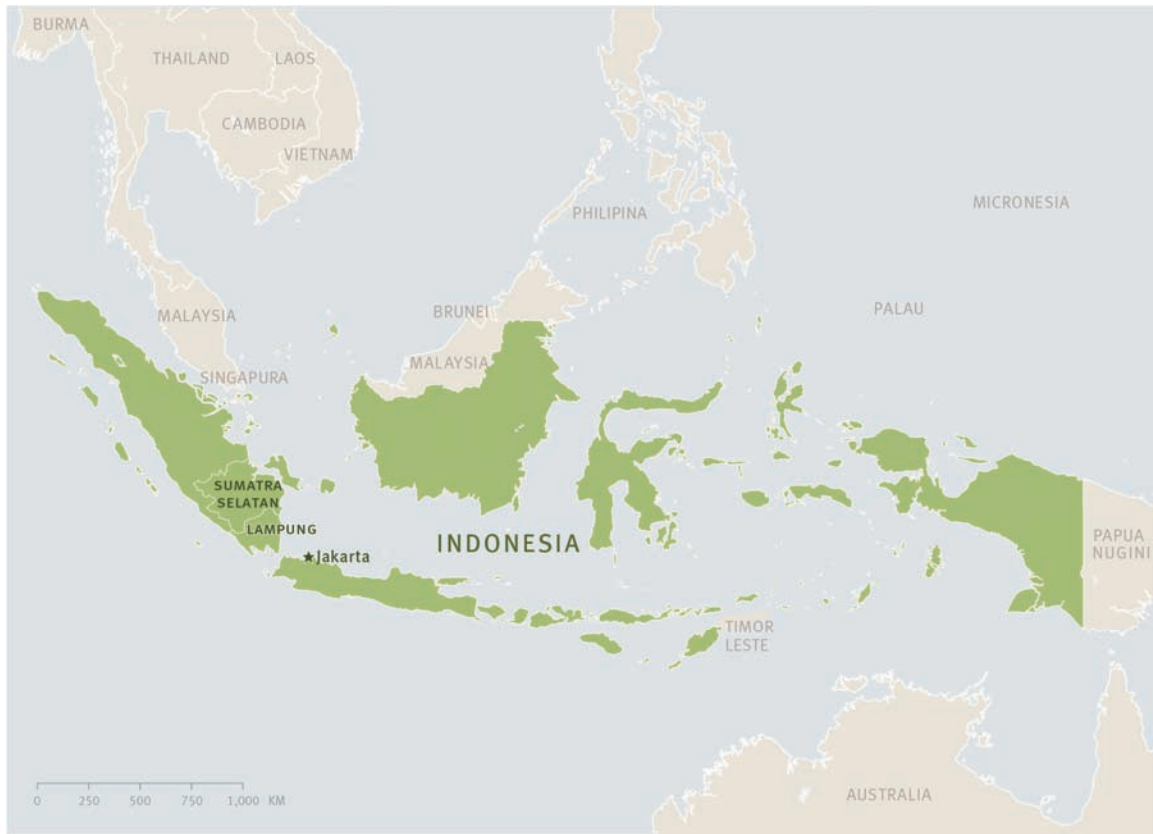 BURMA
THAILAND
LAOS
CAMBODIA
VIETNAM
PHILIPINA
MICRONESIA
MALAYSIA
BRUNEI
PALAU
MALAYSIA
SINGAPURA
SUMATRA
SELATAN
LAMPUNG
INDONESIA
Jakarta
PAPUA
NUGINI
TIMOR
LESTE
AUSTRALIA
0 250 500 750 1,000 KM